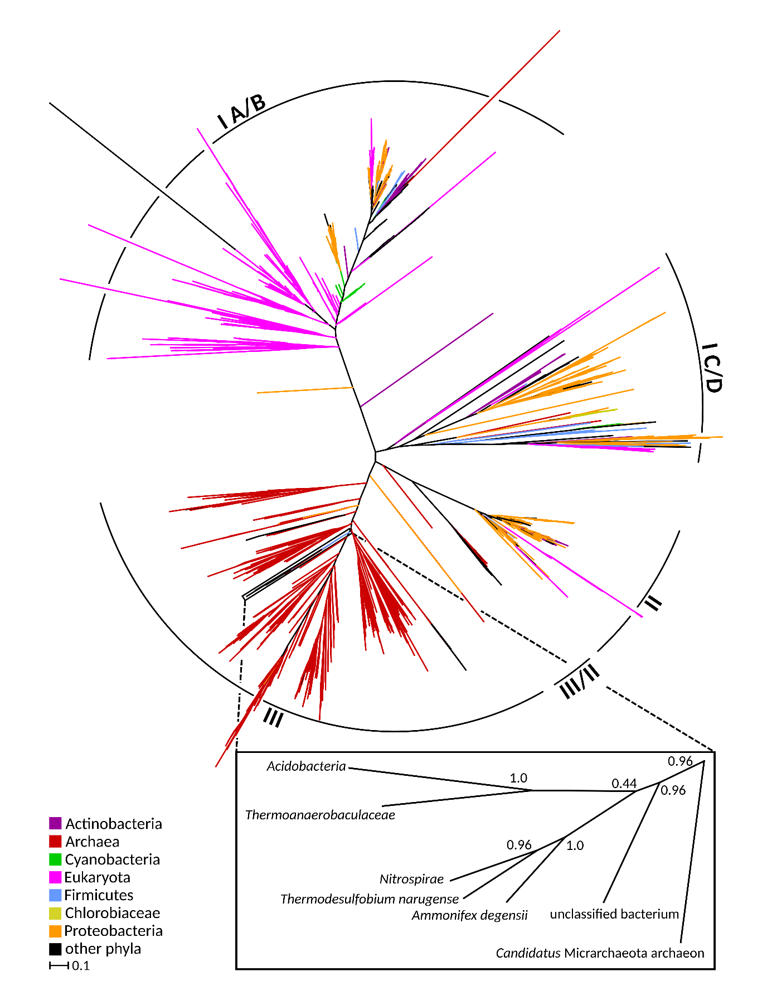 I A/B
I C/D
II
II/III
III
0.96
Acidobacteria
1.0
0.44
0.96
Thermoanaerobaculaceae
0.96
1.0
Nitrospirae
Thermodesulfobium narugense
Ammonifex degensii
unclassified bacterium
Candidatus Micrarchaeota archaeon
Actinobacteria
Archaea
Cyanobacteria
Eukaryota
Firmicutes
Chlorobiaceae
Proteobacteria
other phyla
0.1